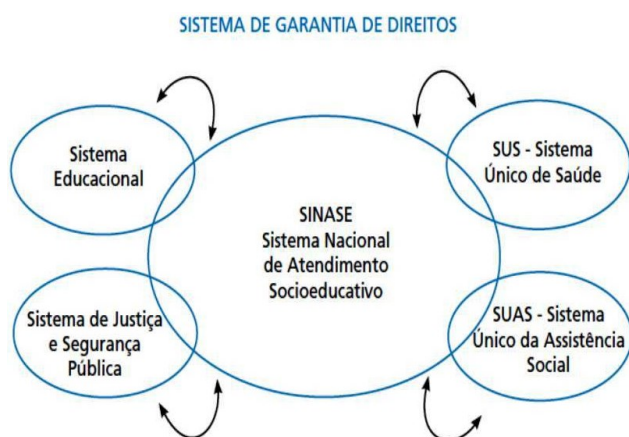 SISTEMA DE GARANTIA DE DIREITOS
Sistema
Educacional
SUS - Sistema
Único de Saúde
SINASE
Sistema Nacional
de Atendimento
Socioeducativo
Sistema de Justiça
e Segurança
Pública
SUAS - Sistema
Único da Assistência
Social